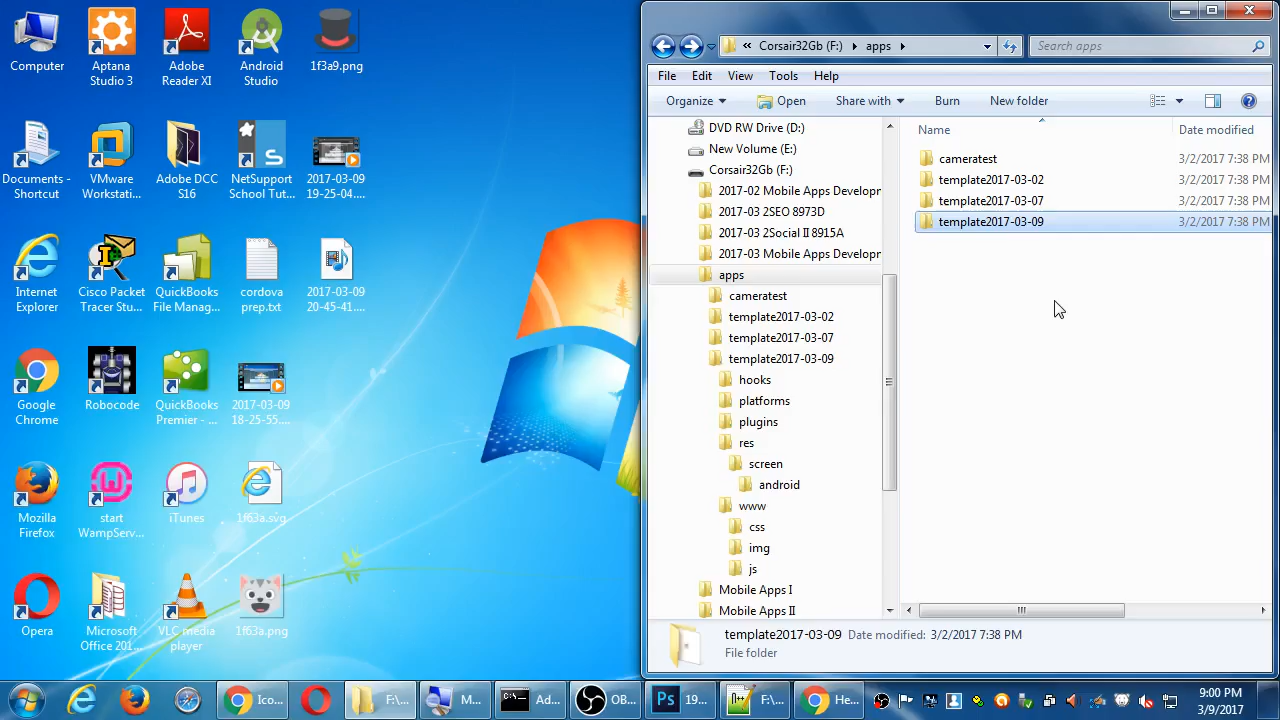 Computer
Aptana
Studio 3
Adobe
Reader XI
Android
Studio
1f3a9.png
Documents -
Shortcut
VMware
Workstati...
Adobe DCC
S16
NetSupport
School Tut...
2017-03-09
19-25-04....
Internet
Explorer
Cisco Packet
Tracer Stu...
QuickBooks
File Manag...
cordova
prep.txt
2017-03-09
20-45-41....
Google
Chrome
Robocode
QuickBooks
Premier - ...
2017-03-09
18-25-55....
Mozilla
Firefox
start
WampServ...
iTunes
1f63a.svg
Opera
Microsoft
Office 201...
VLC media
player
1f63a.png
« Corsair32Gb (F:) apps
Search apps
File Edit View Tools Help
Organize Open Share with Burn New folder
DVD RW Drive (D:)
New Volume (E:)
Corsair32Gb (F:)
2017-02 Mobile Apps Developr
2017-03 2SEO 8973D
2017-03 2Social II 8915A
2017-03 Mobile Apps Developr
apps
cameratest
template2017-03-02
template2017-03-07
template2017-03-09
hooks
platforms
plugins
res
screen
android
www
css
img
js
Mobile Apps I
Mobile Apps II
Name Date modified
cameratest 3/2/2017 7:38 PM
template2017-03-02 3/2/2017 7:38 PM
template2017-03-07 3/2/2017 7:38 PM
template2017-03-09 3/2/2017 7:38 PM
template2017-03-09 Date modified: 3/2/2017 7:38 PM
File folder
Ico... F:\... M... Ad... OB... Ps 19... F:\... He...
9:00 PM
3/9/2017